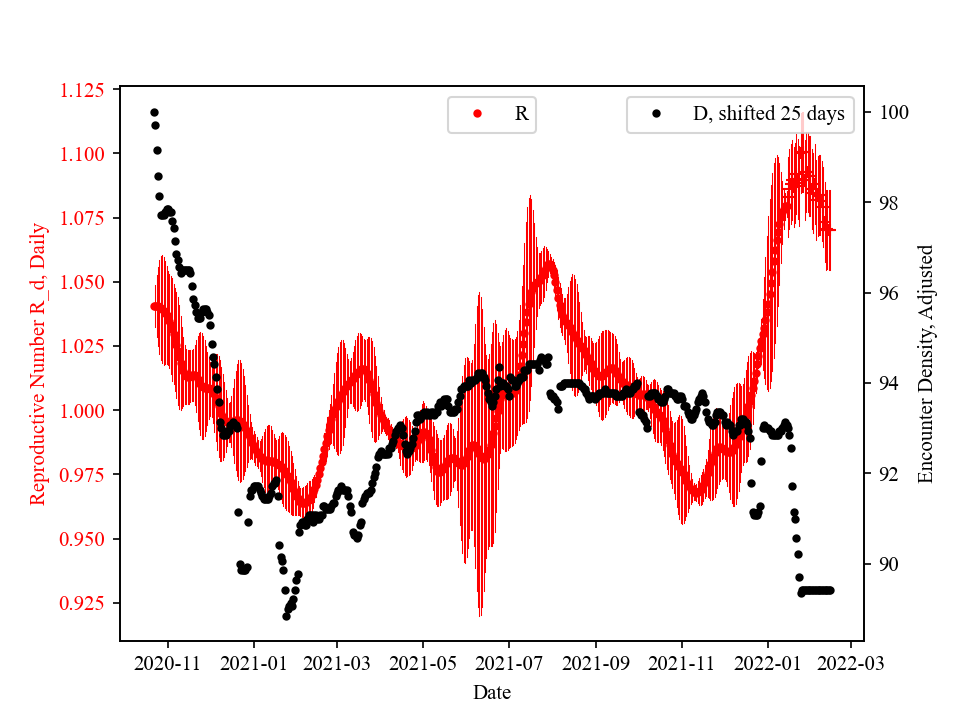 R
D, shifted 25 days
Reproductive Number R_d, Daily
1.125
1.100
1.075
1.050
1.025
1.000
0.975
0.950
0.925
100
98
96
94
92
90
Encounter Density, Adjusted
2020-11 2021-01 2021-03 2021-05 2021-07 2021-09 2021-11 2022-01 2022-03
Date